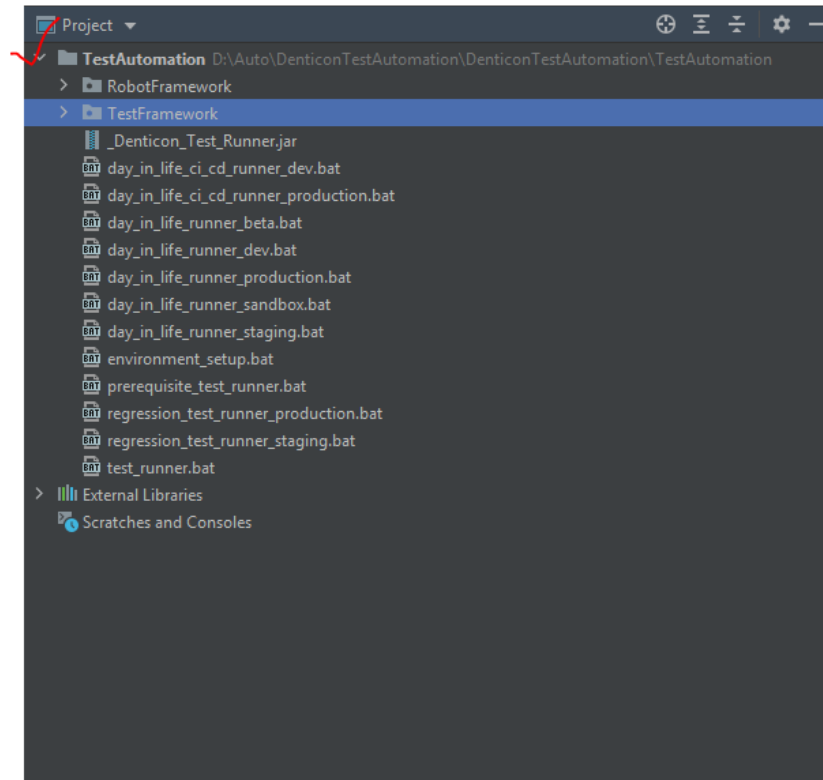 Project
TestAutomation D:\Auto\DenticonTestAutomation\DenticonTestAutomation\TestAutomation
RobotFramework
TestFramework
_Denticon_Test_Runner.jar
day_in_life_ci_cd_runner_dev.bat
day_in_life_ci_cd_runner_production.bat
day_in_life_runner_beta.bat
day_in_life_runner_dev.bat
day_in_life_runner_production.bat
day_in_life_runner_sandbox.bat
day_in_life_runner_staging.bat
environment_setup.bat
prerequisite_test_runner.bat
regression_test_runner_production.bat
regression_test_runner_staging.bat
test_runner.bat
External Libraries
Scratches and Consoles